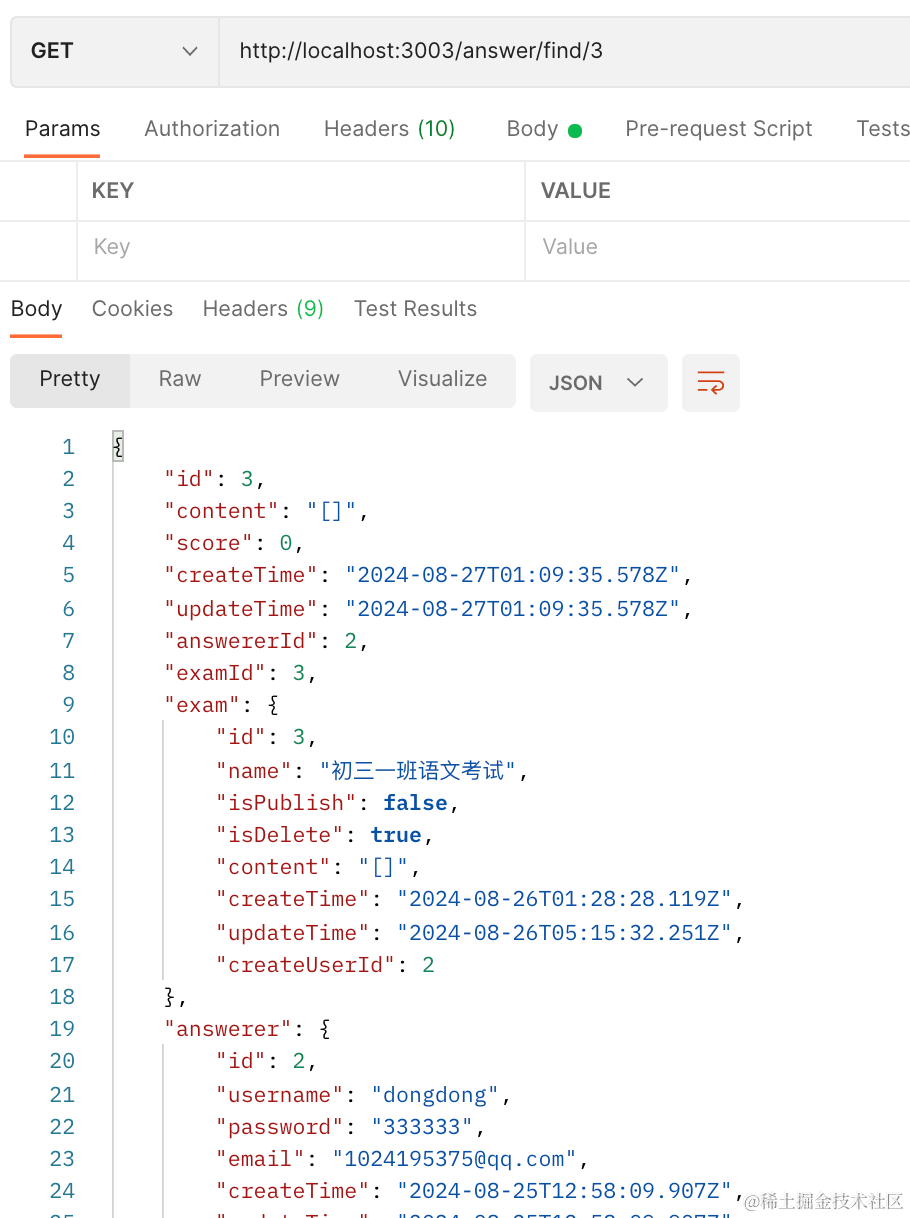 GET http://localhost:3003/answer/find/3
Params Authorization Headers (10) Body Pre-request Script Tests
KEY VALUE
Key Value
Body Cookies Headers (9) Test Results
Pretty Raw Preview Visualize JSON
1 {
2 "id": 3,
3 "content": "[]",
4 "score": 0,
5 "createTime": "2024-08-27T01:09:35.578Z",
6 "updateTime": "2024-08-27T01:09:35.578Z",
7 "answererId": 2,
8 "examId": 3,
9 "exam": {
10 "id": 3,
11 "name": "初三一班语文考试",
12 "isPublish": false,
13 "isDelete": true,
14 "content": "[]",
15 "createTime": "2024-08-26T01:28:28.119Z",
16 "updateTime": "2024-08-26T05:15:32.251Z",
17 "createUserId": 2
18 },
19 "answerer": {
20 "id": 2,
21 "username": "dongdong",
22 "password": "333333",
23 "email": "1024195375@qq.com",
24 "createTime": "2024-08-25T12:58:09.907Z",
@稀土掘金技术社区